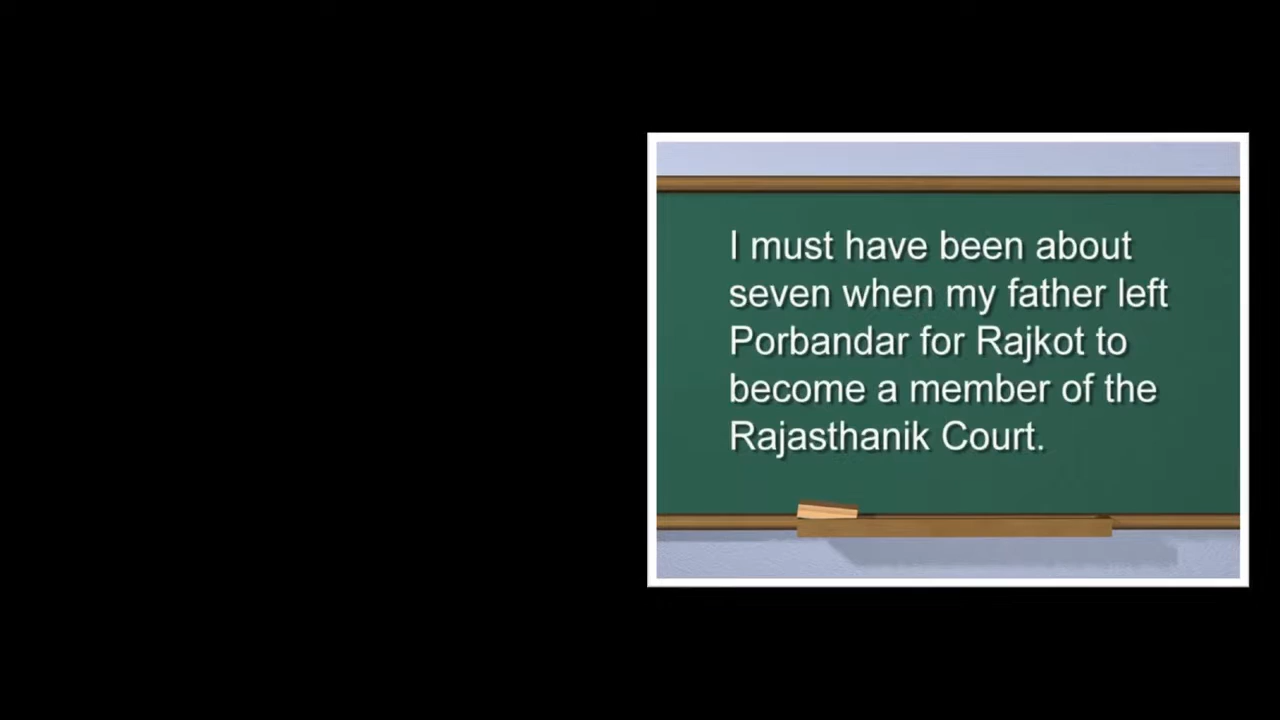 I must have been about
seven when my father left
Porbandar for Rajkot to
become a member of the
Rajasthanik Court.